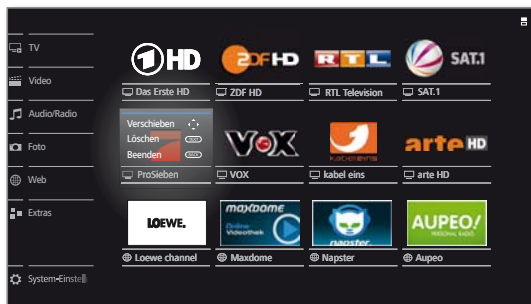 TV
Video
Audio/Radio
Foto
Web
Extras
System-Einstell
HD
ZDF HD
RTL
SAT.1
Das Erste HD
ZDF HD
RTL Television
SAT.1
Verschieben
Löschen
Beenden
VOX
kabel eins
arte HD
ProSieben
VOX
kabel eins
arte HD
LOEWE.
maxdome
Online
Videothek
napster.
AUPEO!
PERSONAL RADIO
Loewe channel
Maxdome
Napster
Aupeo